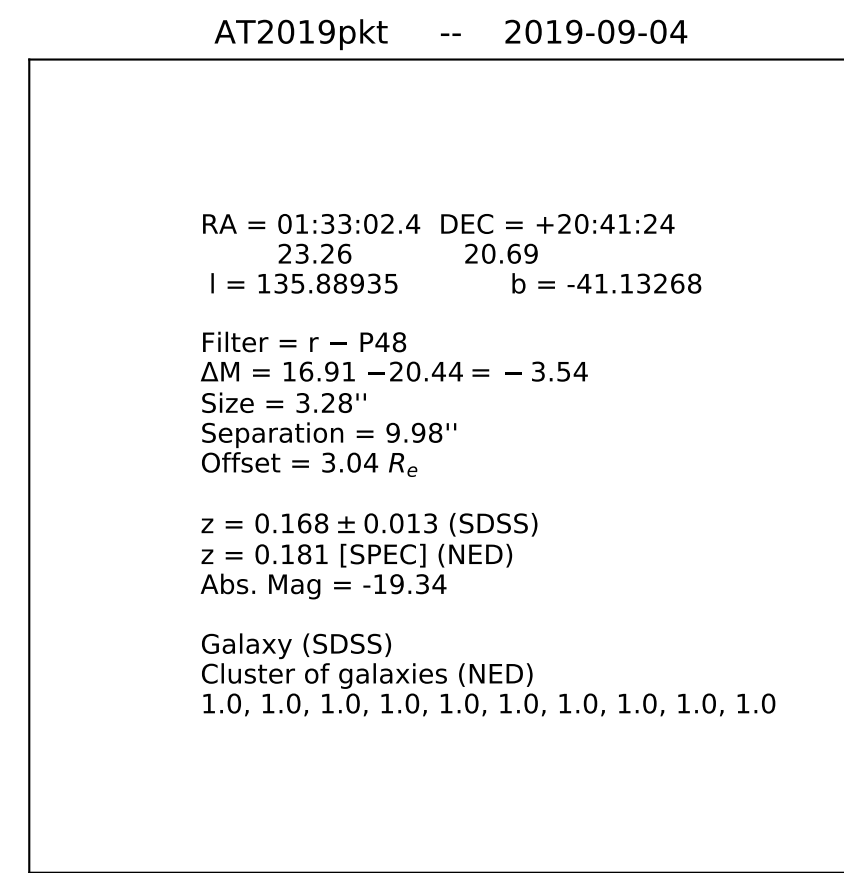 AT2019pkt -- 2019-09-04
RA = 01:33:02.4 DEC = +20:41:24
23.26 20.69
l = 135.88935 b = -41.13268
Filter = r − P48
ΔM = 16.91 −20.44 = − 3.54
Size = 3.28''
Separation = 9.98''
Offset = 3.04 Rₑ
z = 0.168 ± 0.013 (SDSS)
z = 0.181 [SPEC] (NED)
Abs. Mag = -19.34
Galaxy (SDSS)
Cluster of galaxies (NED)
1.0, 1.0, 1.0, 1.0, 1.0, 1.0, 1.0, 1.0, 1.0, 1.0